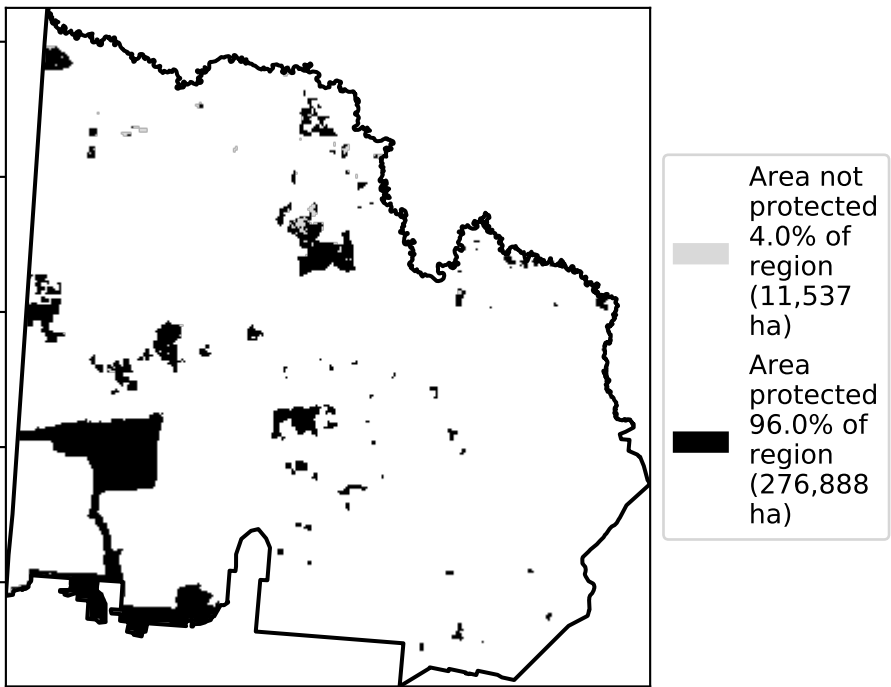 Area not
protected
4.0% of
region
(11,537
ha)
Area
protected
96.0% of
region
(276,888
ha)